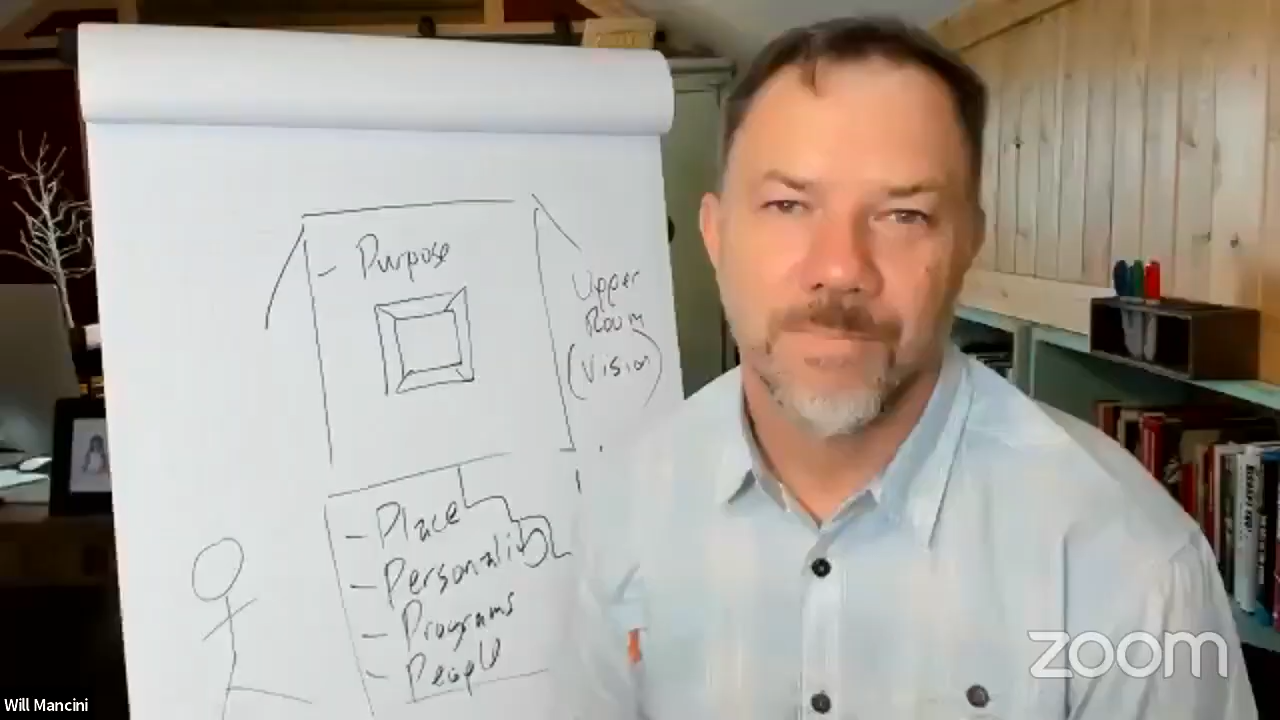 - Purpose
Upper
Room
(Vision)
- Place
- Personality
- Programs
- People
Will Mancini
zoom